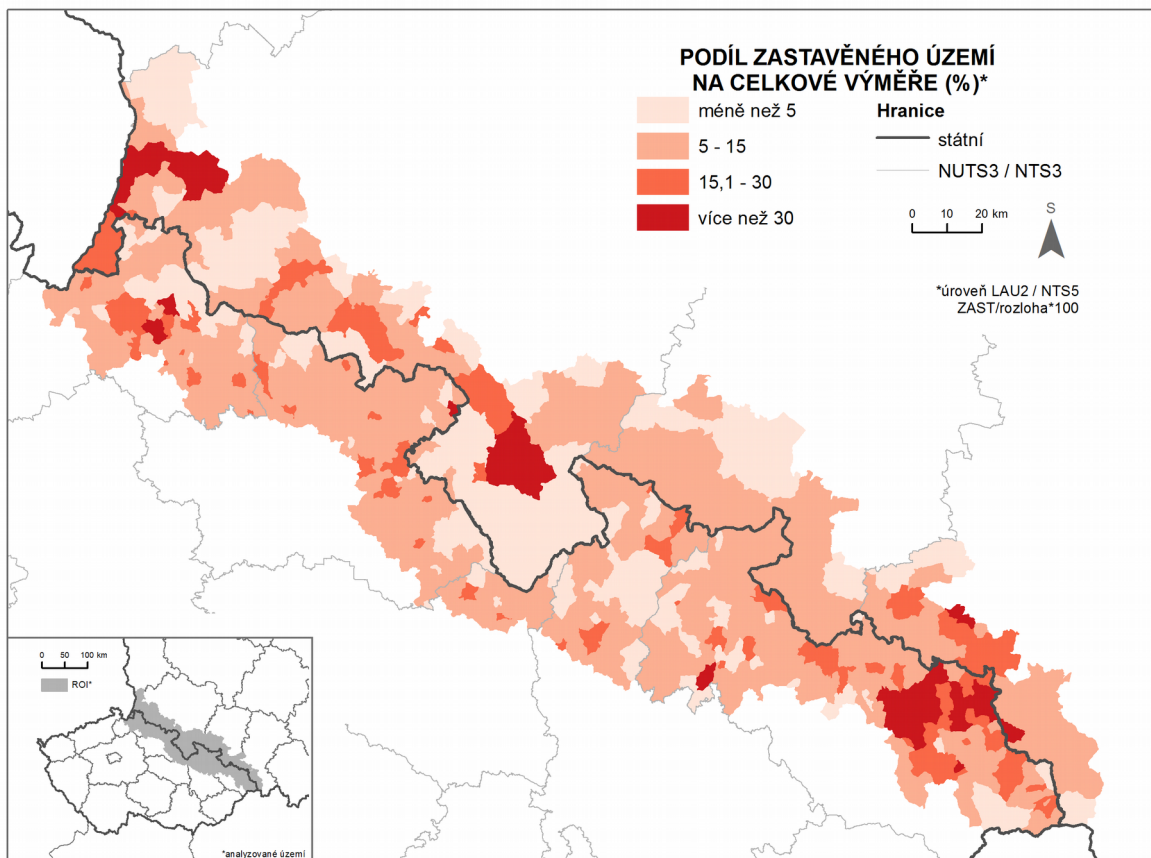 PODÍL ZASTAVĚNÉHO ÚZEMÍ
NA CELKOVÉ VÝMĚŘE (%)*
méně než 5
5 - 15
15,1 - 30
více než 30
Hranice
státní
NUTS3 / NTS3
0 10 20 km
S
*úroveň LAU2 / NTS5
ZAST/rozloha*100
0 50 100 km
ROI*
*analyzované území